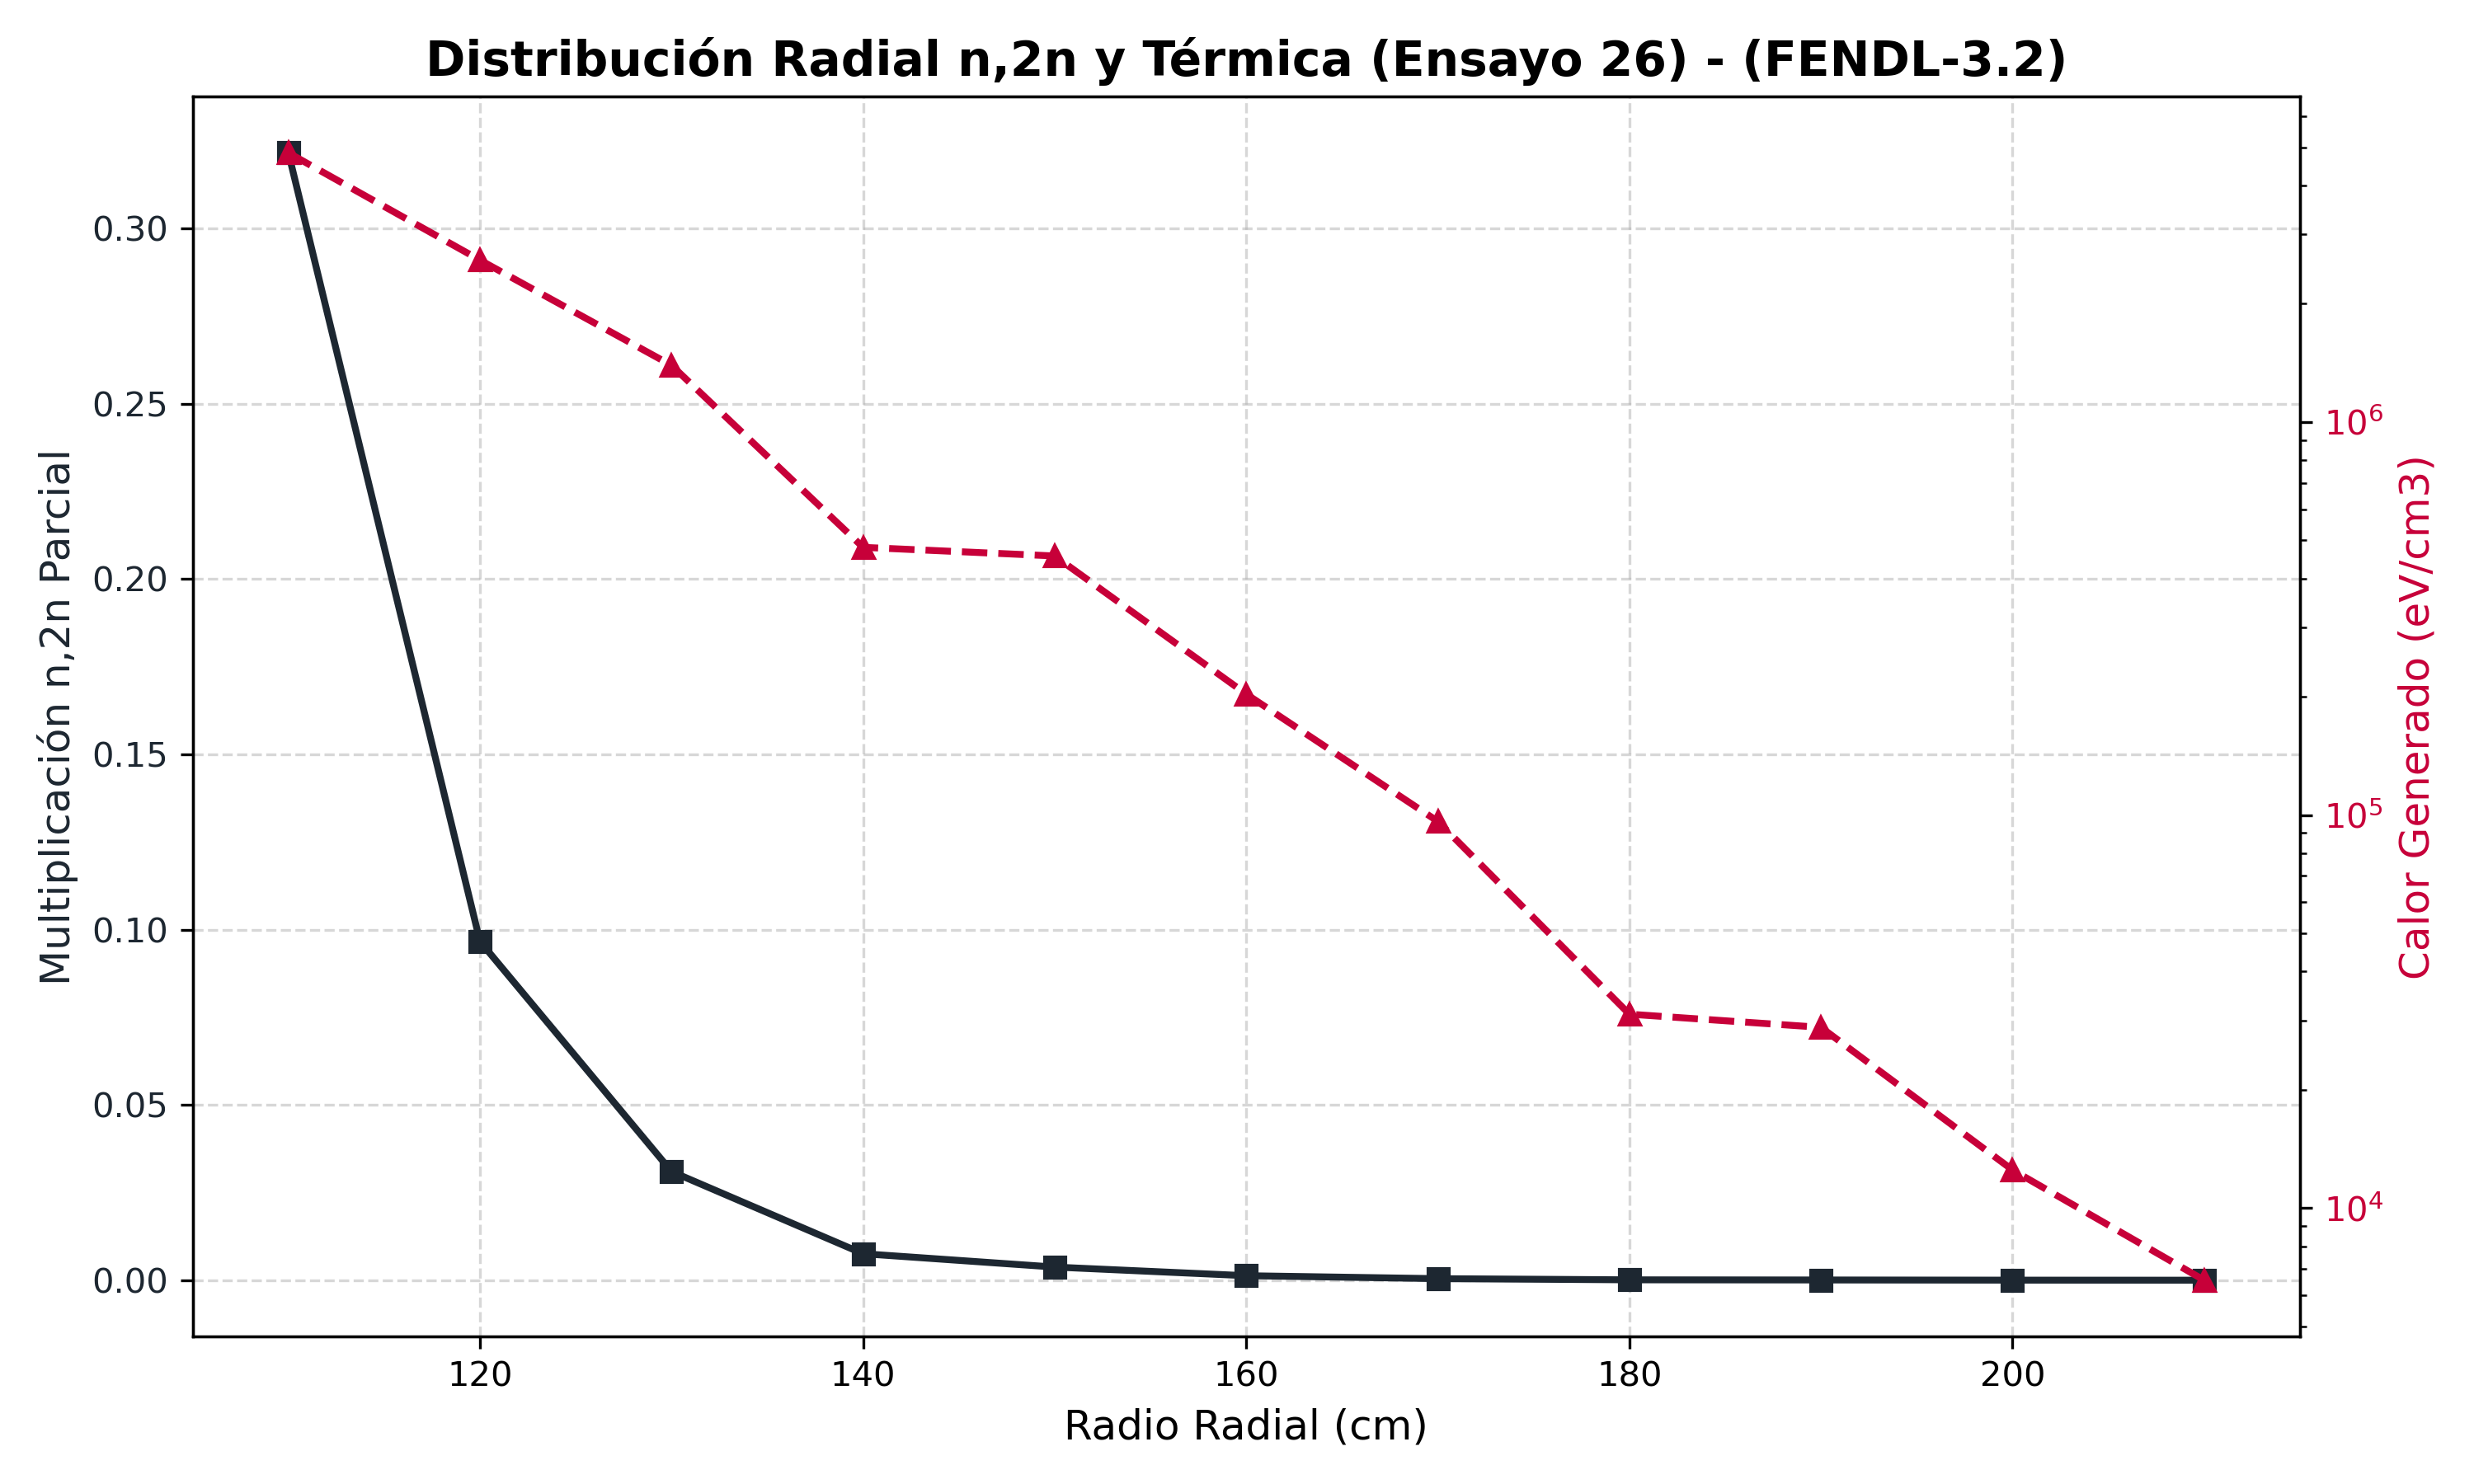 Distribución Radial n,2n y Térmica (Ensayo 26) - (FENDL-3.2)
Multiplicación n,2n Parcial
0.30
0.25
0.20
0.15
0.10
0.05
0.00
10⁶
10⁵
10⁴
Calor Generado (eV/cm3)
120 140 160 180 200
Radio Radial (cm)